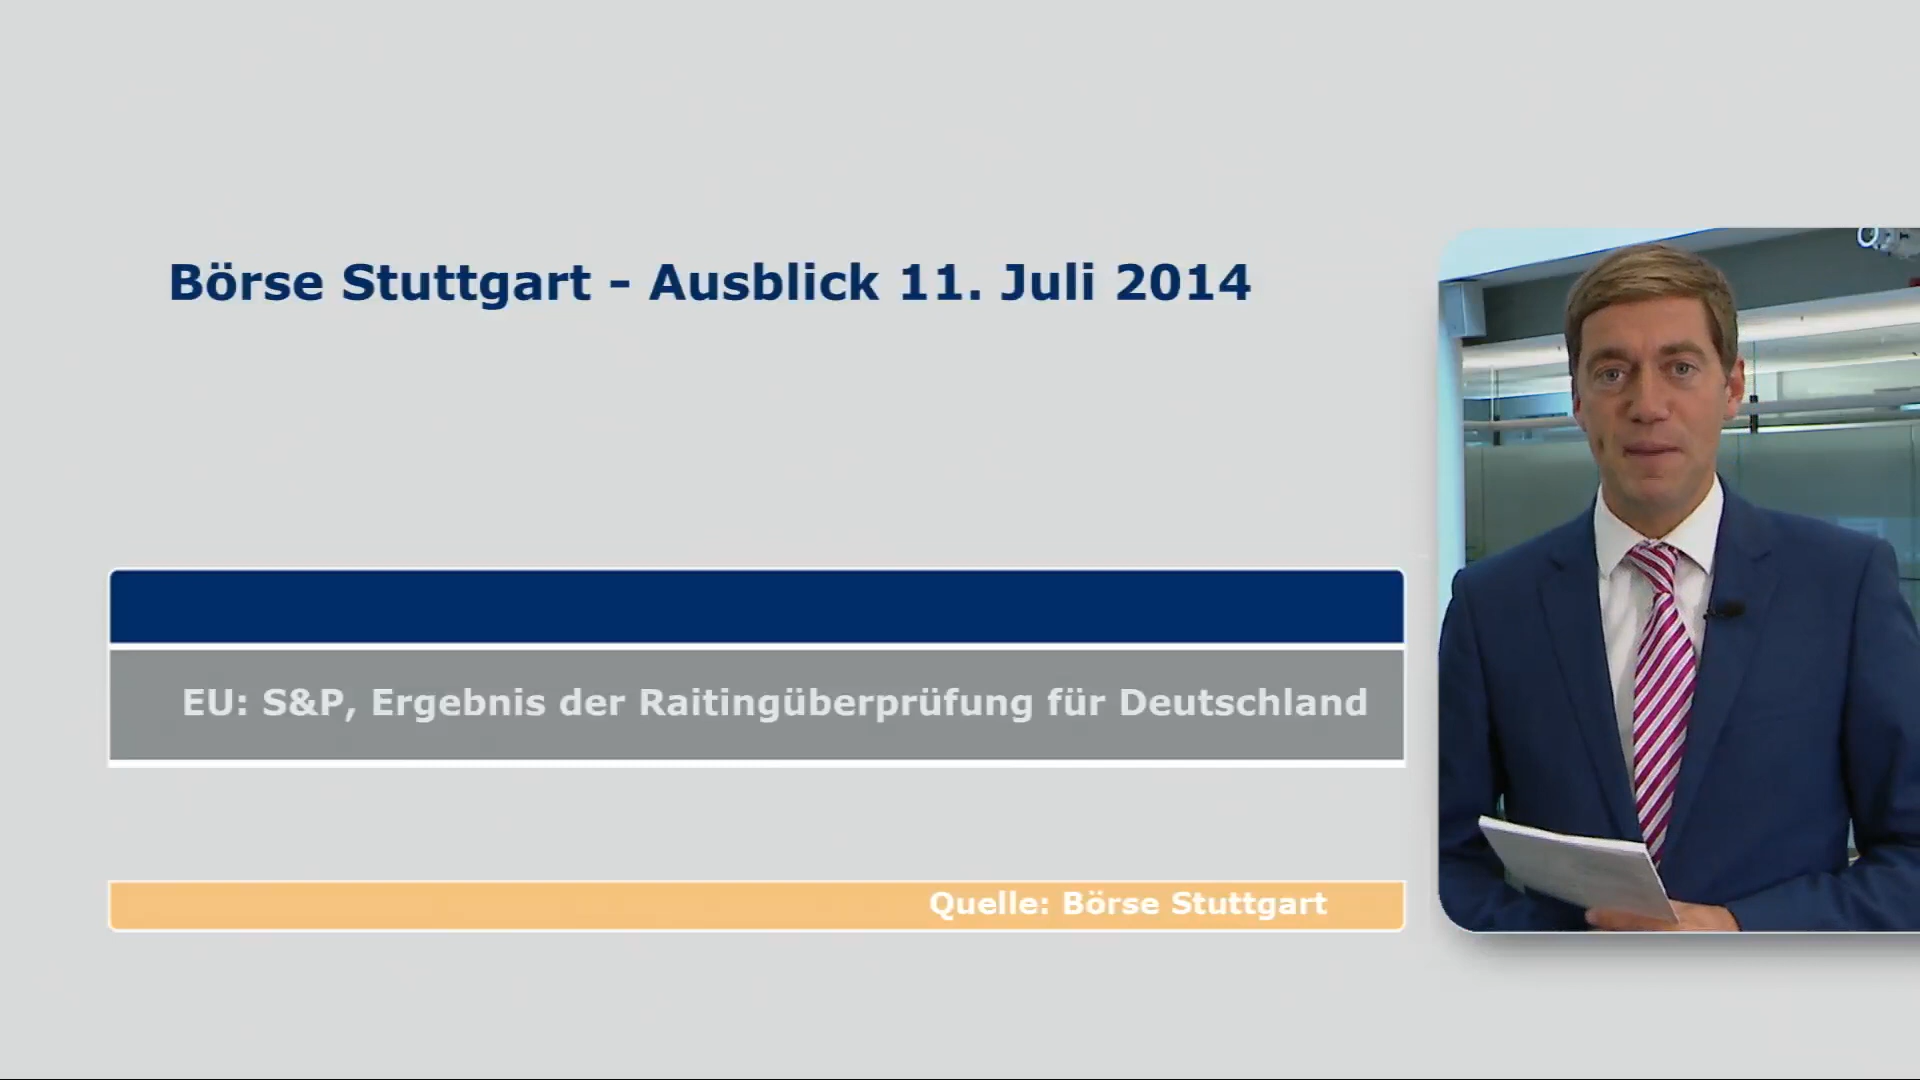 Börse Stuttgart - Ausblick 11. Juli 2014
EU: S&P, Ergebnis der Raitingüberprüfung für Deutschland
Quelle: Börse Stuttgart